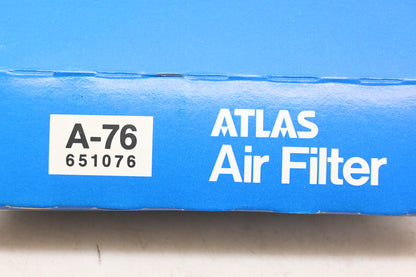 A-76
651076
ATLAS
Air Filter